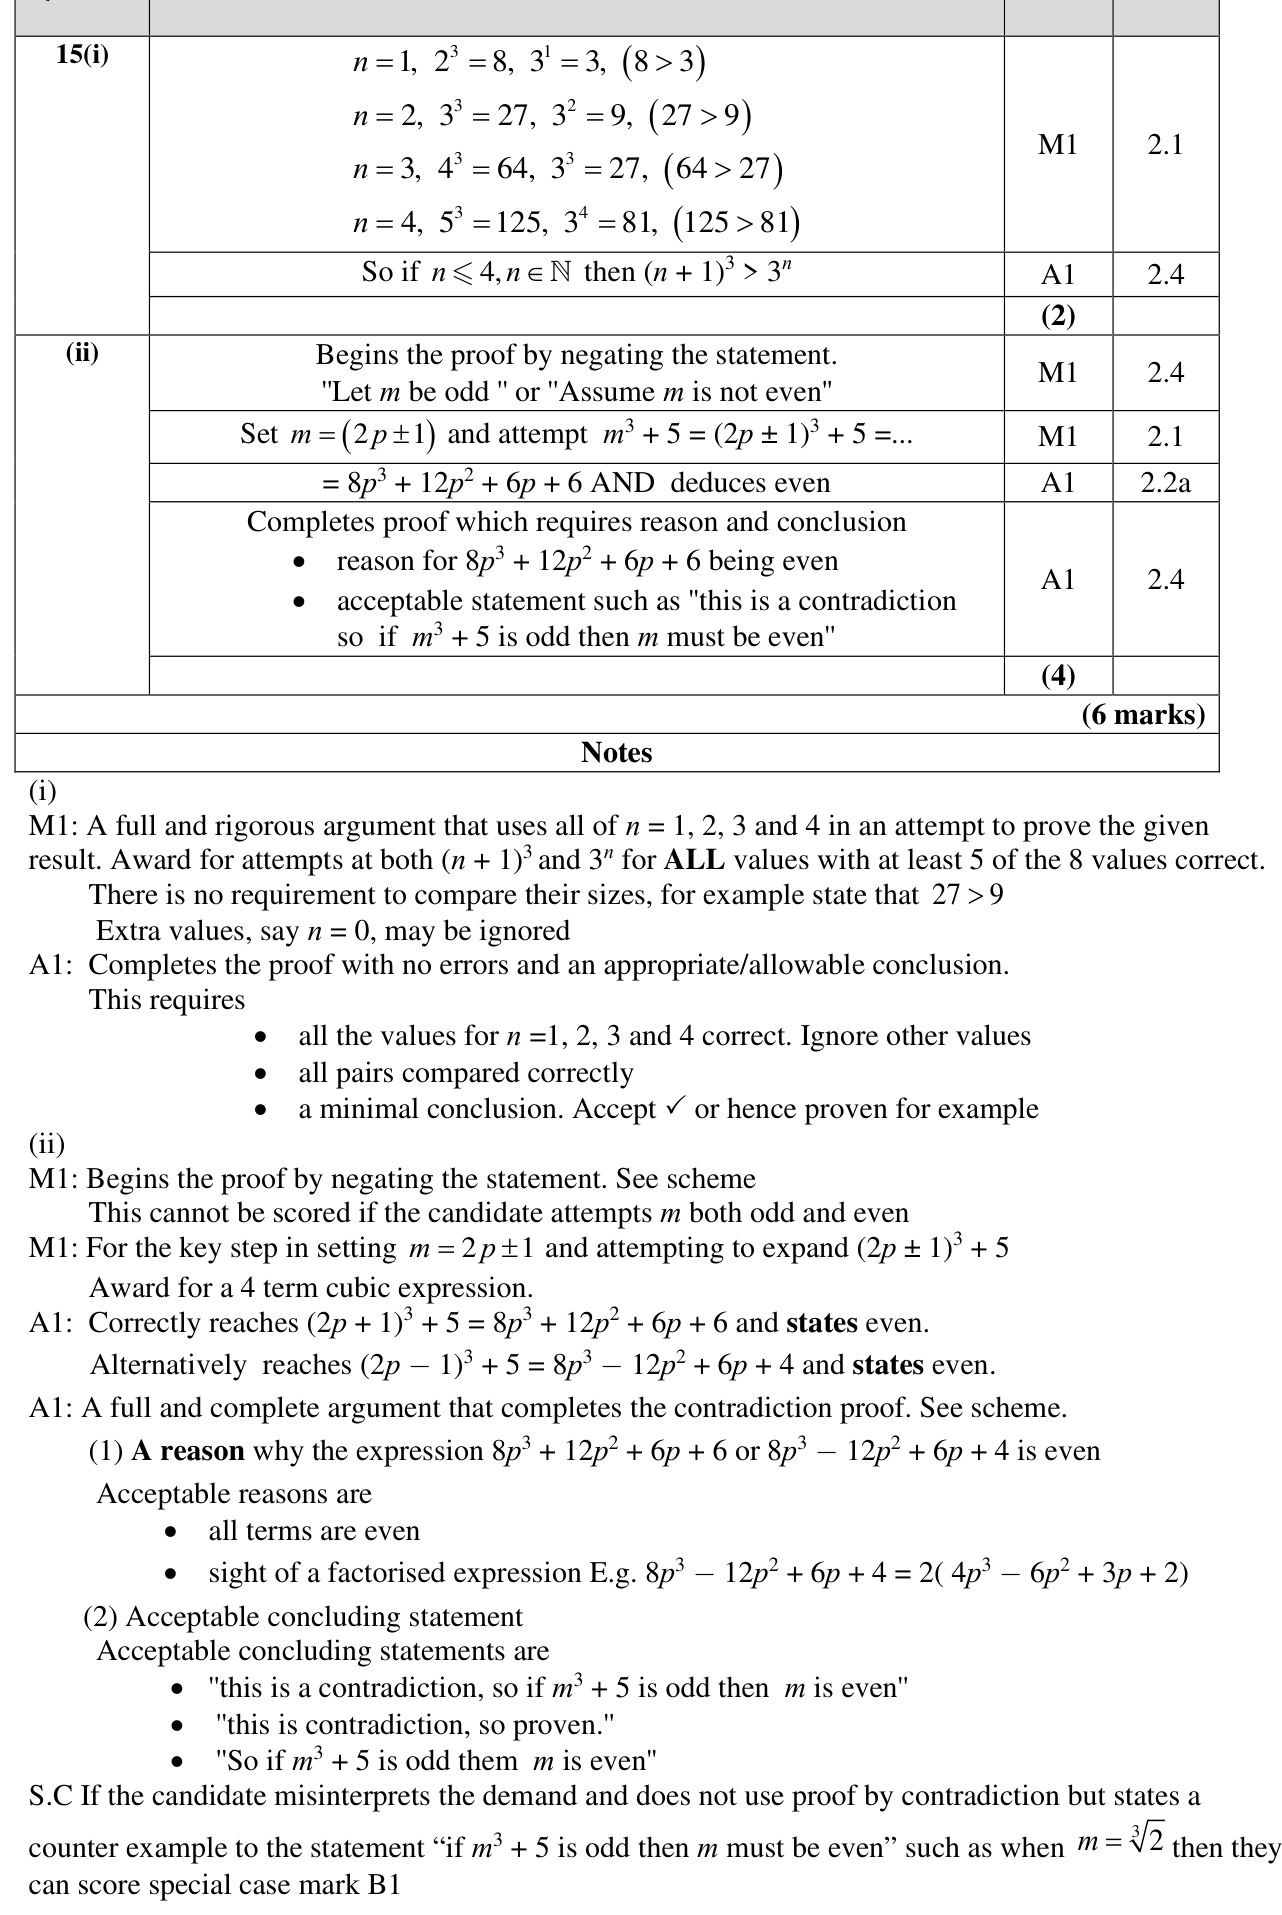 15(i)
n = 1, 2³ = 8, 3¹ = 3, (8 > 3)
n = 2, 3³ = 27, 3² = 9, (27 > 9)
n = 3, 4³ = 64, 3³ = 27, (64 > 27)
n = 4, 5³ = 125, 3⁴ = 81, (125 > 81)
M1 2.1
So if n ⩽ 4, n ∈ ℕ then (n + 1)³ > 3ⁿ A1 2.4
(2)
(ii)
Begins the proof by negating the statement.
"Let m be odd " or "Assume m is not even"
M1 2.4
Set m = (2p ± 1) and attempt m³ + 5 = (2p ± 1)³ + 5 =... M1 2.1
= 8p³ + 12p² + 6p + 6 AND deduces even A1 2.2a
Completes proof which requires reason and conclusion
• reason for 8p³ + 12p² + 6p + 6 being even
• acceptable statement such as "this is a contradiction
so if m³ + 5 is odd then m must be even"
A1 2.4
(4)
(6 marks)
Notes
(i)
M1: A full and rigorous argument that uses all of n = 1, 2, 3 and 4 in an attempt to prove the given
result. Award for attempts at both (n + 1)³ and 3ⁿ for ALL values with at least 5 of the 8 values correct.
There is no requirement to compare their sizes, for example state that 27 > 9
Extra values, say n = 0, may be ignored
A1: Completes the proof with no errors and an appropriate/allowable conclusion.
This requires
• all the values for n =1, 2, 3 and 4 correct. Ignore other values
• all pairs compared correctly
• a minimal conclusion. Accept ✓ or hence proven for example
(ii)
M1: Begins the proof by negating the statement. See scheme
This cannot be scored if the candidate attempts m both odd and even
M1: For the key step in setting m = 2p ± 1 and attempting to expand (2p ± 1)³ + 5
Award for a 4 term cubic expression.
A1: Correctly reaches (2p + 1)³ + 5 = 8p³ + 12p² + 6p + 6 and states even.
Alternatively reaches (2p – 1)³ + 5 = 8p³ – 12p² + 6p + 4 and states even.
A1: A full and complete argument that completes the contradiction proof. See scheme.
(1) A reason why the expression 8p³ + 12p² + 6p + 6 or 8p³ – 12p² + 6p + 4 is even
Acceptable reasons are
• all terms are even
• sight of a factorised expression E.g. 8p³ – 12p² + 6p + 4 = 2( 4p³ – 6p² + 3p + 2)
(2) Acceptable concluding statement
Acceptable concluding statements are
• "this is a contradiction, so if m³ + 5 is odd then m is even"
• "this is contradiction, so proven."
• "So if m³ + 5 is odd them m is even"
S.C If the candidate misinterprets the demand and does not use proof by contradiction but states a
counter example to the statement “if m³ + 5 is odd then m must be even” such as when m = ∛2 then they
can score special case mark B1